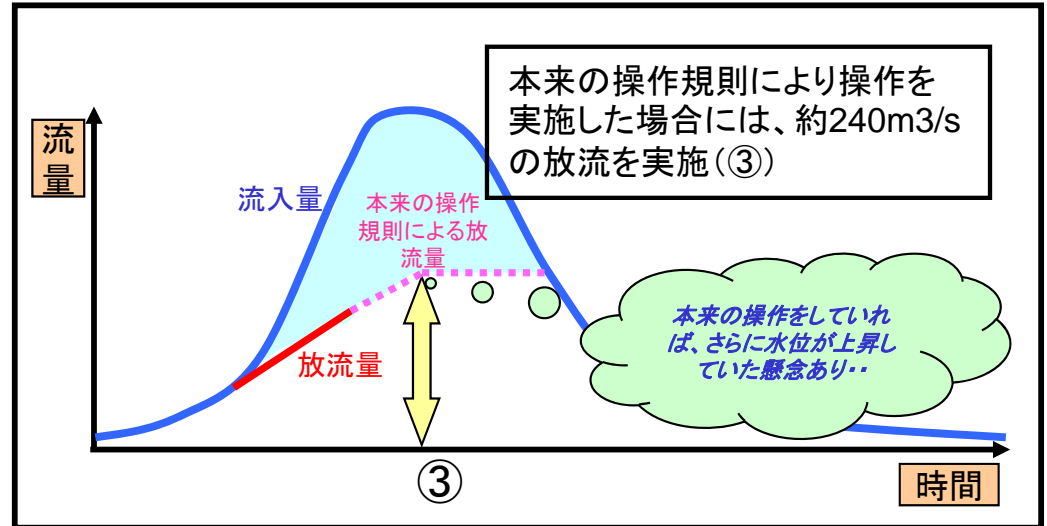 本来の操作規則により操作を
実施した場合には、約240m3/s
の放流を実施(③)
流
量
流入量
本来の操作
規則による放
流量
放流量
本来の操作をしていれ
ば、さらに水位が上昇し
ていた懸念あり・・
③
時間